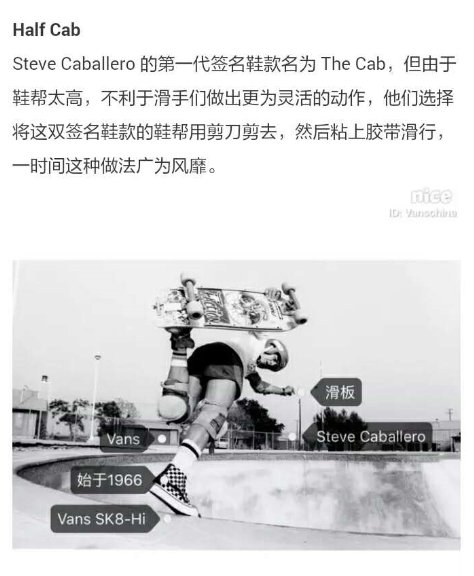 Half Cab
Steve Caballero 的第一代签名鞋款名为 The Cab，但由于
鞋帮太高，不利于滑手们做出更为灵活的动作，他们选择
将这双签名鞋款的鞋帮用剪刀剪去，然后粘上胶带滑行，
一时间这种做法广为风靡。
nice
ID: Vanschina
滑板
Vans
Steve Caballero
始于1966
Vans SK8-Hi